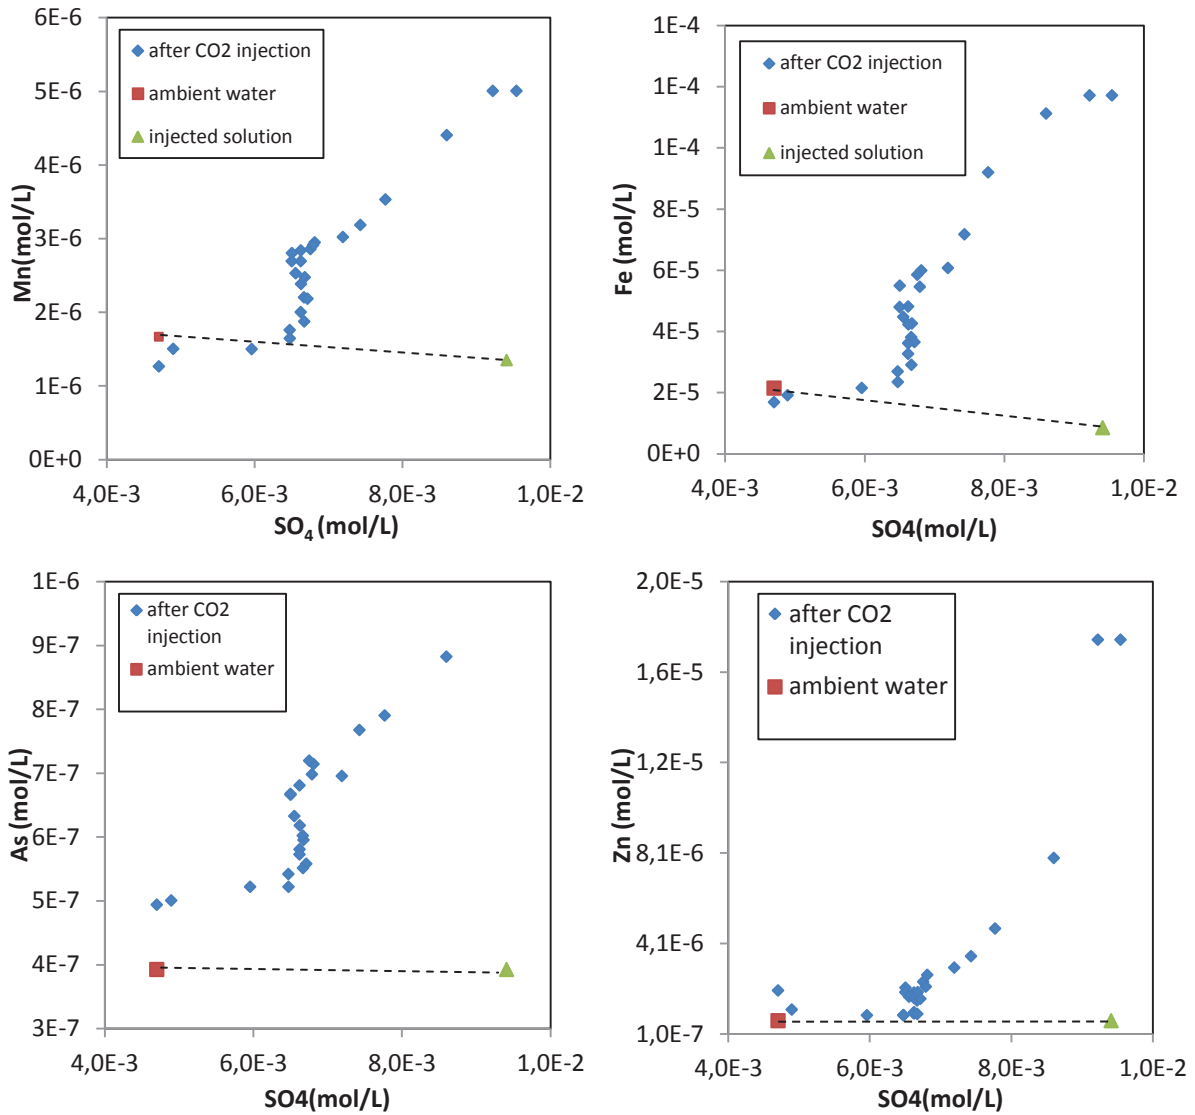 6E-6
5E-6
4E-6
3E-6
2E-6
1E-6
0E+0
Mn(mol/L)
after CO2 injection
ambient water
injected solution
4,0E-3 6,0E-3 8,0E-3 1,0E-2
SO₄ (mol/L)
1E-4
1E-4
1E-4
8E-5
6E-5
4E-5
2E-5
0E+0
Fe (mol/L)
after CO2 injection
ambient water
injected solution
4,0E-3 6,0E-3 8,0E-3 1,0E-2
SO4(mol/L)
1E-6
9E-7
8E-7
7E-7
6E-7
5E-7
4E-7
3E-7
As (mol/L)
after CO2
injection
ambient water
4,0E-3 6,0E-3 8,0E-3 1,0E-2
SO4(mol/L)
2,0E-5
1,6E-5
1,2E-5
8,1E-6
4,1E-6
1,0E-7
Zn (mol/L)
after CO2
injection
ambient water
4,0E-3 6,0E-3 8,0E-3 1,0E-2
SO4(mol/L)